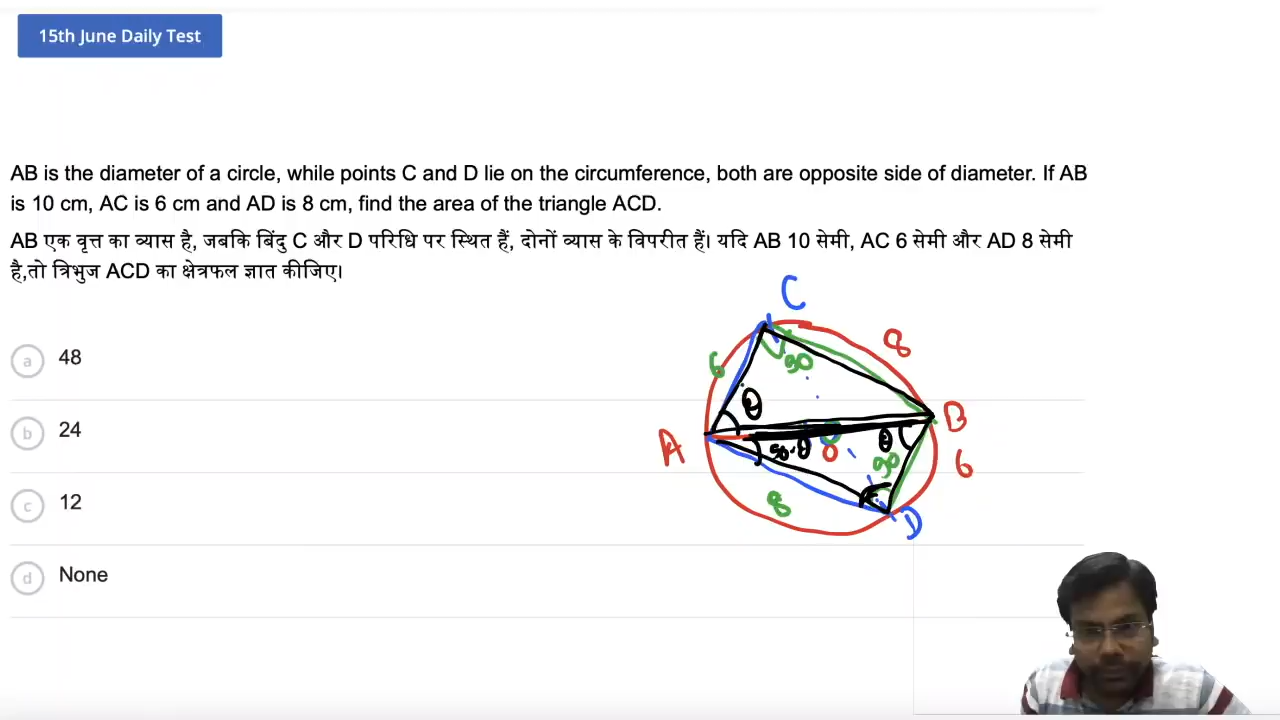 15th June Daily Test
AB is the diameter of a circle, while points C and D lie on the circumference, both are opposite side of diameter. If AB
is 10 cm, AC is 6 cm and AD is 8 cm, find the area of the triangle ACD.
AB एक वृत्त का व्यास है, जबकि बिंदु C और D परिधि पर स्थित हैं, दोनों व्यास के विपरीत हैं। यदि AB 10 सेमी, AC 6 सेमी और AD 8 सेमी
है,तो त्रिभुज ACD का क्षेत्रफल ज्ञात कीजिए।
C
8
6
90
a 48
θ
B
b 24
A
θ
90-θ
90
6
8
c 12
D
d None